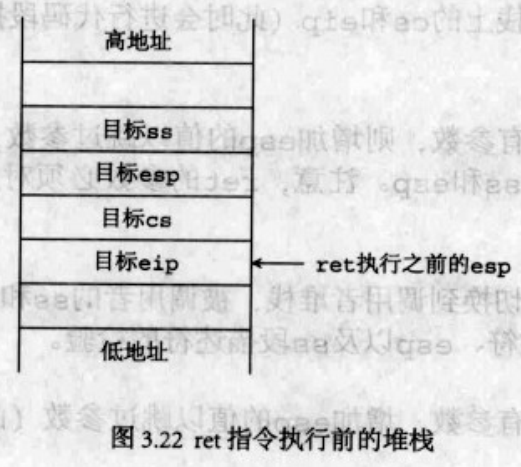 高地址
目标ss
目标esp
目标cs
目标eip
ret执行之前的esp
低地址
图 3.22 ret 指令执行前的堆栈